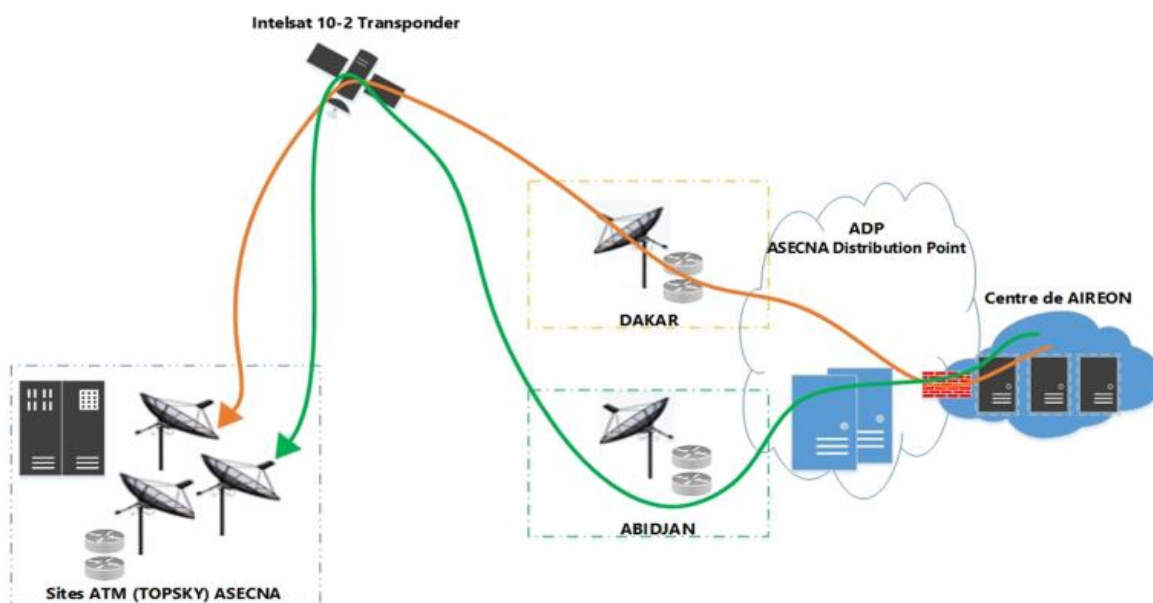 Intelsat 10-2 Transponder
ADP
ASECNA Distribution Point
Centre de AIREON
DAKAR
ABIDJAN
Sites ATM (TOPSKY) ASECNA